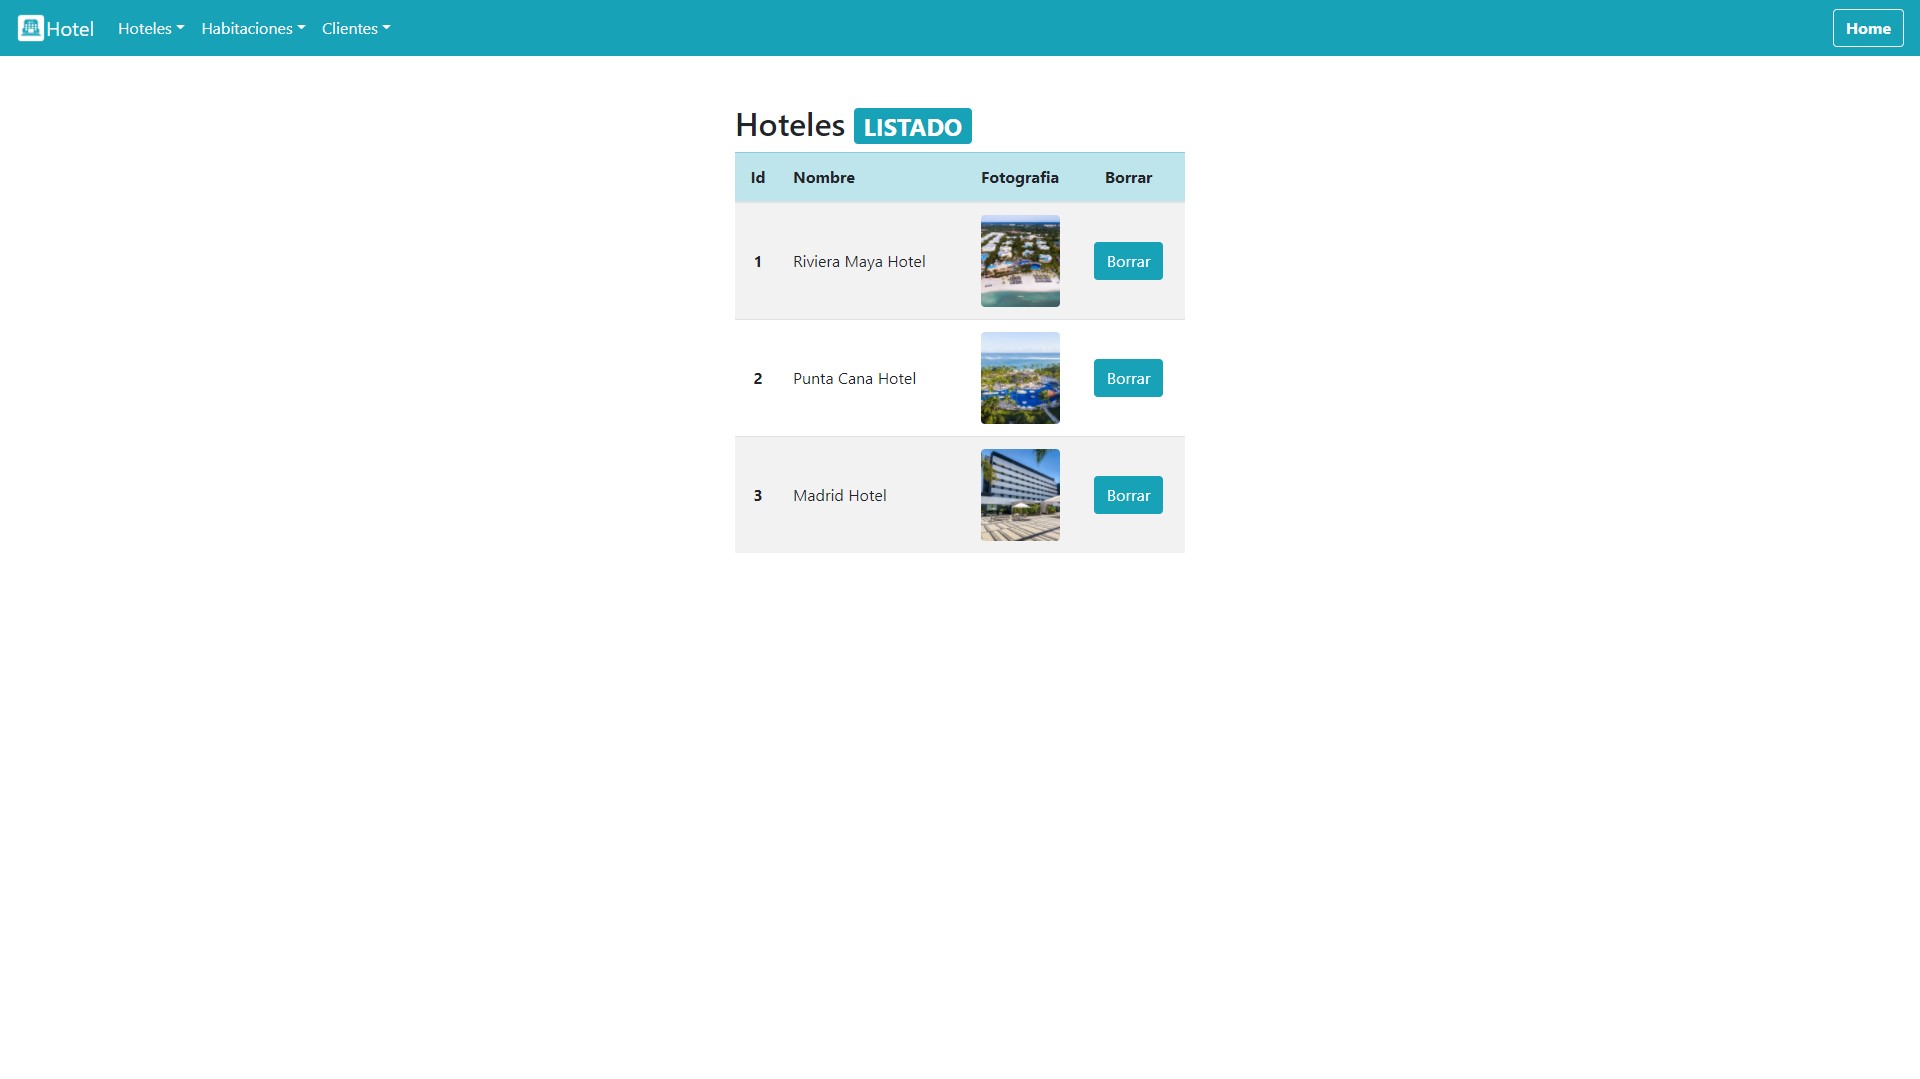 Hotel Hoteles Habitaciones Clientes Home
Hoteles LISTADO
Id Nombre Fotografia Borrar
1 Riviera Maya Hotel Borrar
2 Punta Cana Hotel Borrar
3 Madrid Hotel Borrar